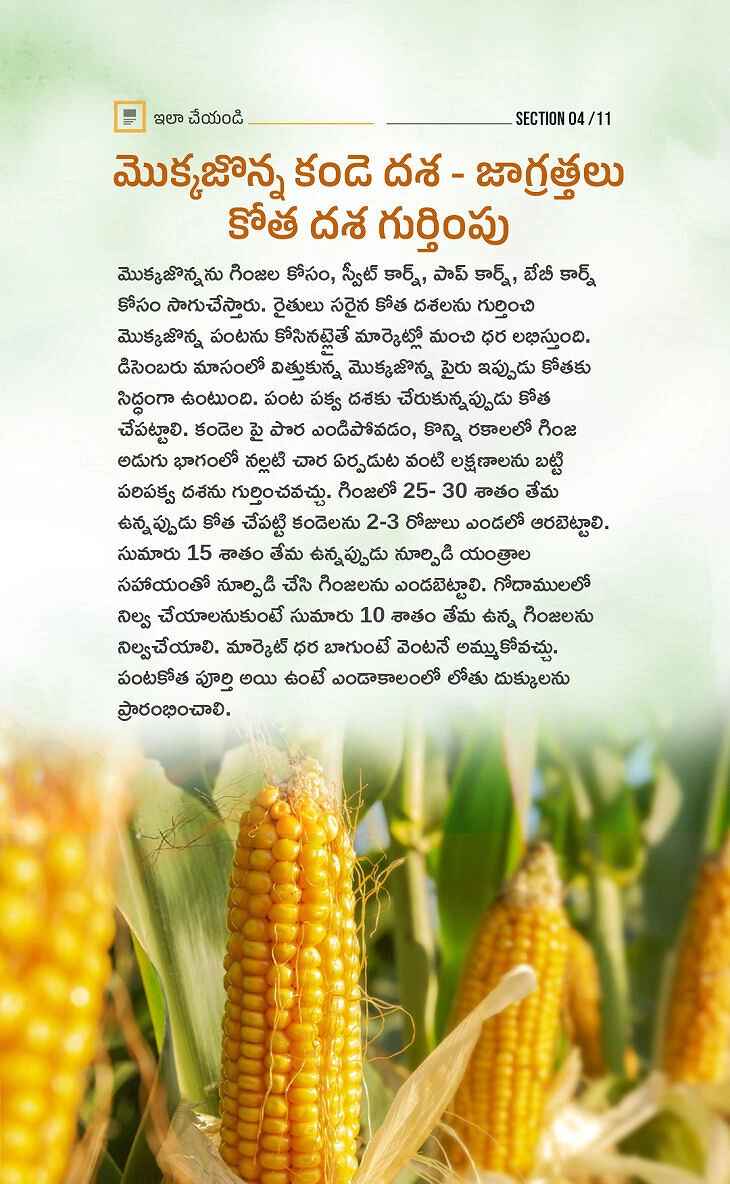 ఇలా చేయండి
SECTION 04 /11
మొక్కజొన్న కండె దశ - జాగ్రత్తలు
కోత దశ గుర్తింపు
మొక్కజొన్నను గింజల కోసం, స్వీట్ కార్న్, పాప్ కార్న్, బేబీ కార్న్
కోసం సాగుచేస్తారు. రైతులు సరైన కోత దశలను గుర్తించి
మొక్కజొన్న పంటను కోసినట్లైతే మార్కెట్లో మంచి ధర లభిస్తుంది.
డిసెంబరు మాసంలో విత్తుకున్న మొక్కజొన్న పైరు ఇప్పుడు కోతకు
సిద్ధంగా ఉంటుంది. పంట పక్వ దశకు చేరుకున్నప్పుడు కోత
చేపట్టాలి. కండెల పై పొర ఎండిపోవడం, కొన్ని రకాలలో గింజ
అడుగు భాగంలో నల్లటి చార ఏర్పడుట వంటి లక్షణాలను బట్టి
పరిపక్వ దశను గుర్తించవచ్చు. గింజలో 25- 30 శాతం తేమ
ఉన్నప్పుడు కోత చేపట్టి కండెలను 2-3 రోజులు ఎండలో ఆరబెట్టాలి.
సుమారు 15 శాతం తేమ ఉన్నప్పుడు నూర్పిడి యంత్రాల
సహాయంతో నూర్పిడి చేసి గింజలను ఎండబెట్టాలి. గోదాములలో
నిల్వ చేయాలనుకుంటే సుమారు 10 శాతం తేమ ఉన్న గింజలను
నిల్వచేయాలి. మార్కెట్ ధర బాగుంటే వెంటనే అమ్ముకోవచ్చు.
పంటకోత పూర్తి అయి ఉంటే ఎండాకాలంలో లోతు దుక్కులను
ప్రారంభించాలి.